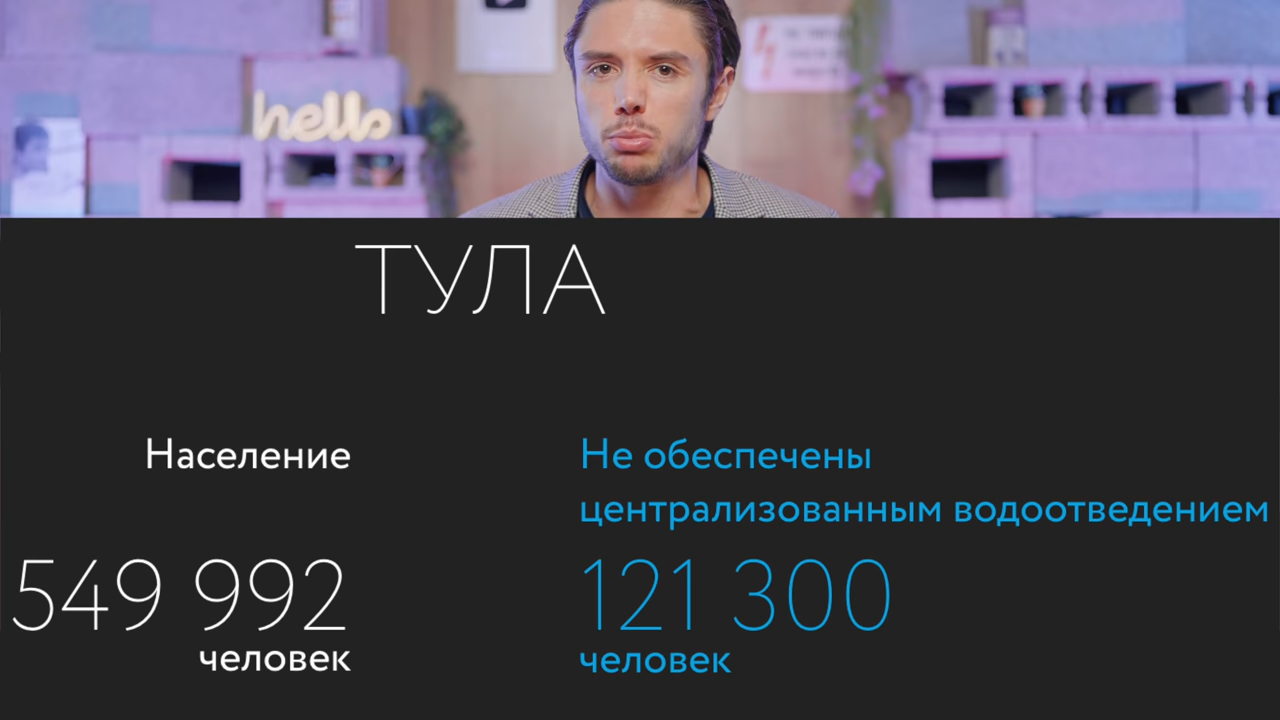 hello
ТУЛА
Население
549 992
человек
Не обеспечены
централизованным водоотведением
121 300
человек